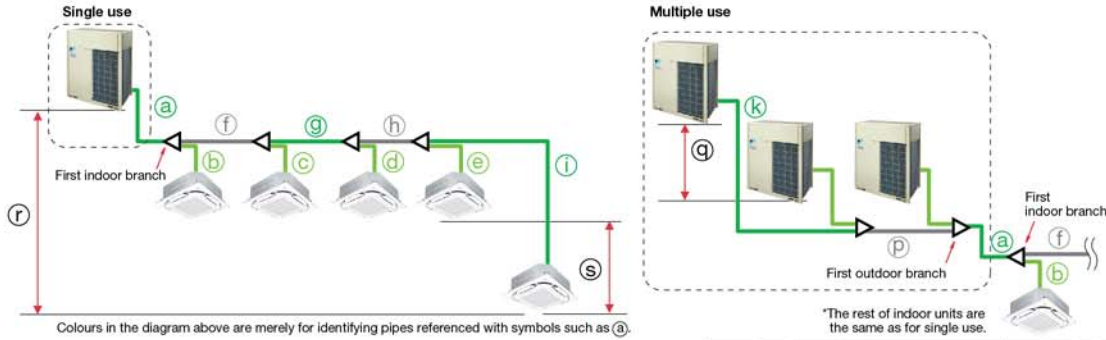 Single use
ⓐ
ⓕ
ⓖ
ⓗ
ⓑ
ⓒ
ⓓ
ⓔ
ⓘ
First indoor branch
ⓡ
ⓢ
Colours in the diagram above are merely for identifying pipes referenced with symbols such as ⓐ.
Multiple use
ⓚ
ⓠ
ⓟ
First outdoor branch
First
indoor branch
ⓐ
ⓕ
ⓑ
*The rest of indoor units are
the same as for single use.